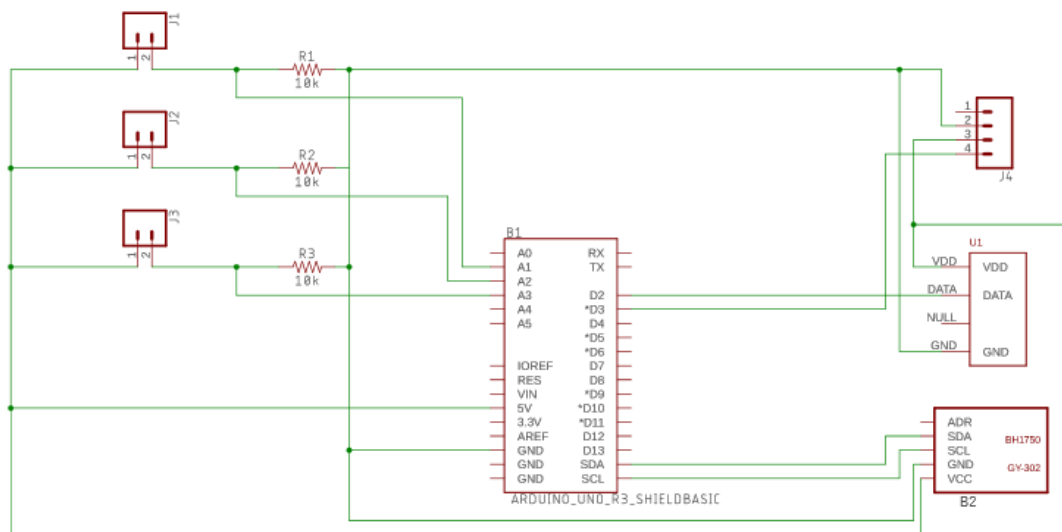 J1
1 2
R1
10k
J2
1 2
R2
10k
J3
1 2
R3
10k
1
2
3
4
J4
B1
A0 RX
A1 TX
A2
A3 D2
A4 *D3
A5 D4
*D5
*D6
IOREF D7
RES D8
VIN *D9
5V *D10
3.3V *D11
AREF D12
GND D13
GND SDA
GND SCL
ARDUINO_UNO_R3_SHIELDBASIC
U1
VDD VDD
DATA DATA
NULL
GND GND
ADR
SDA BH1750
SCL
GND GY-302
VCC
B2